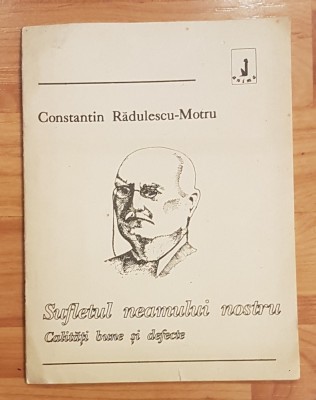 Constantin Rădulescu-Motru
Sufletul neamului nostru
Calități bune și defecte